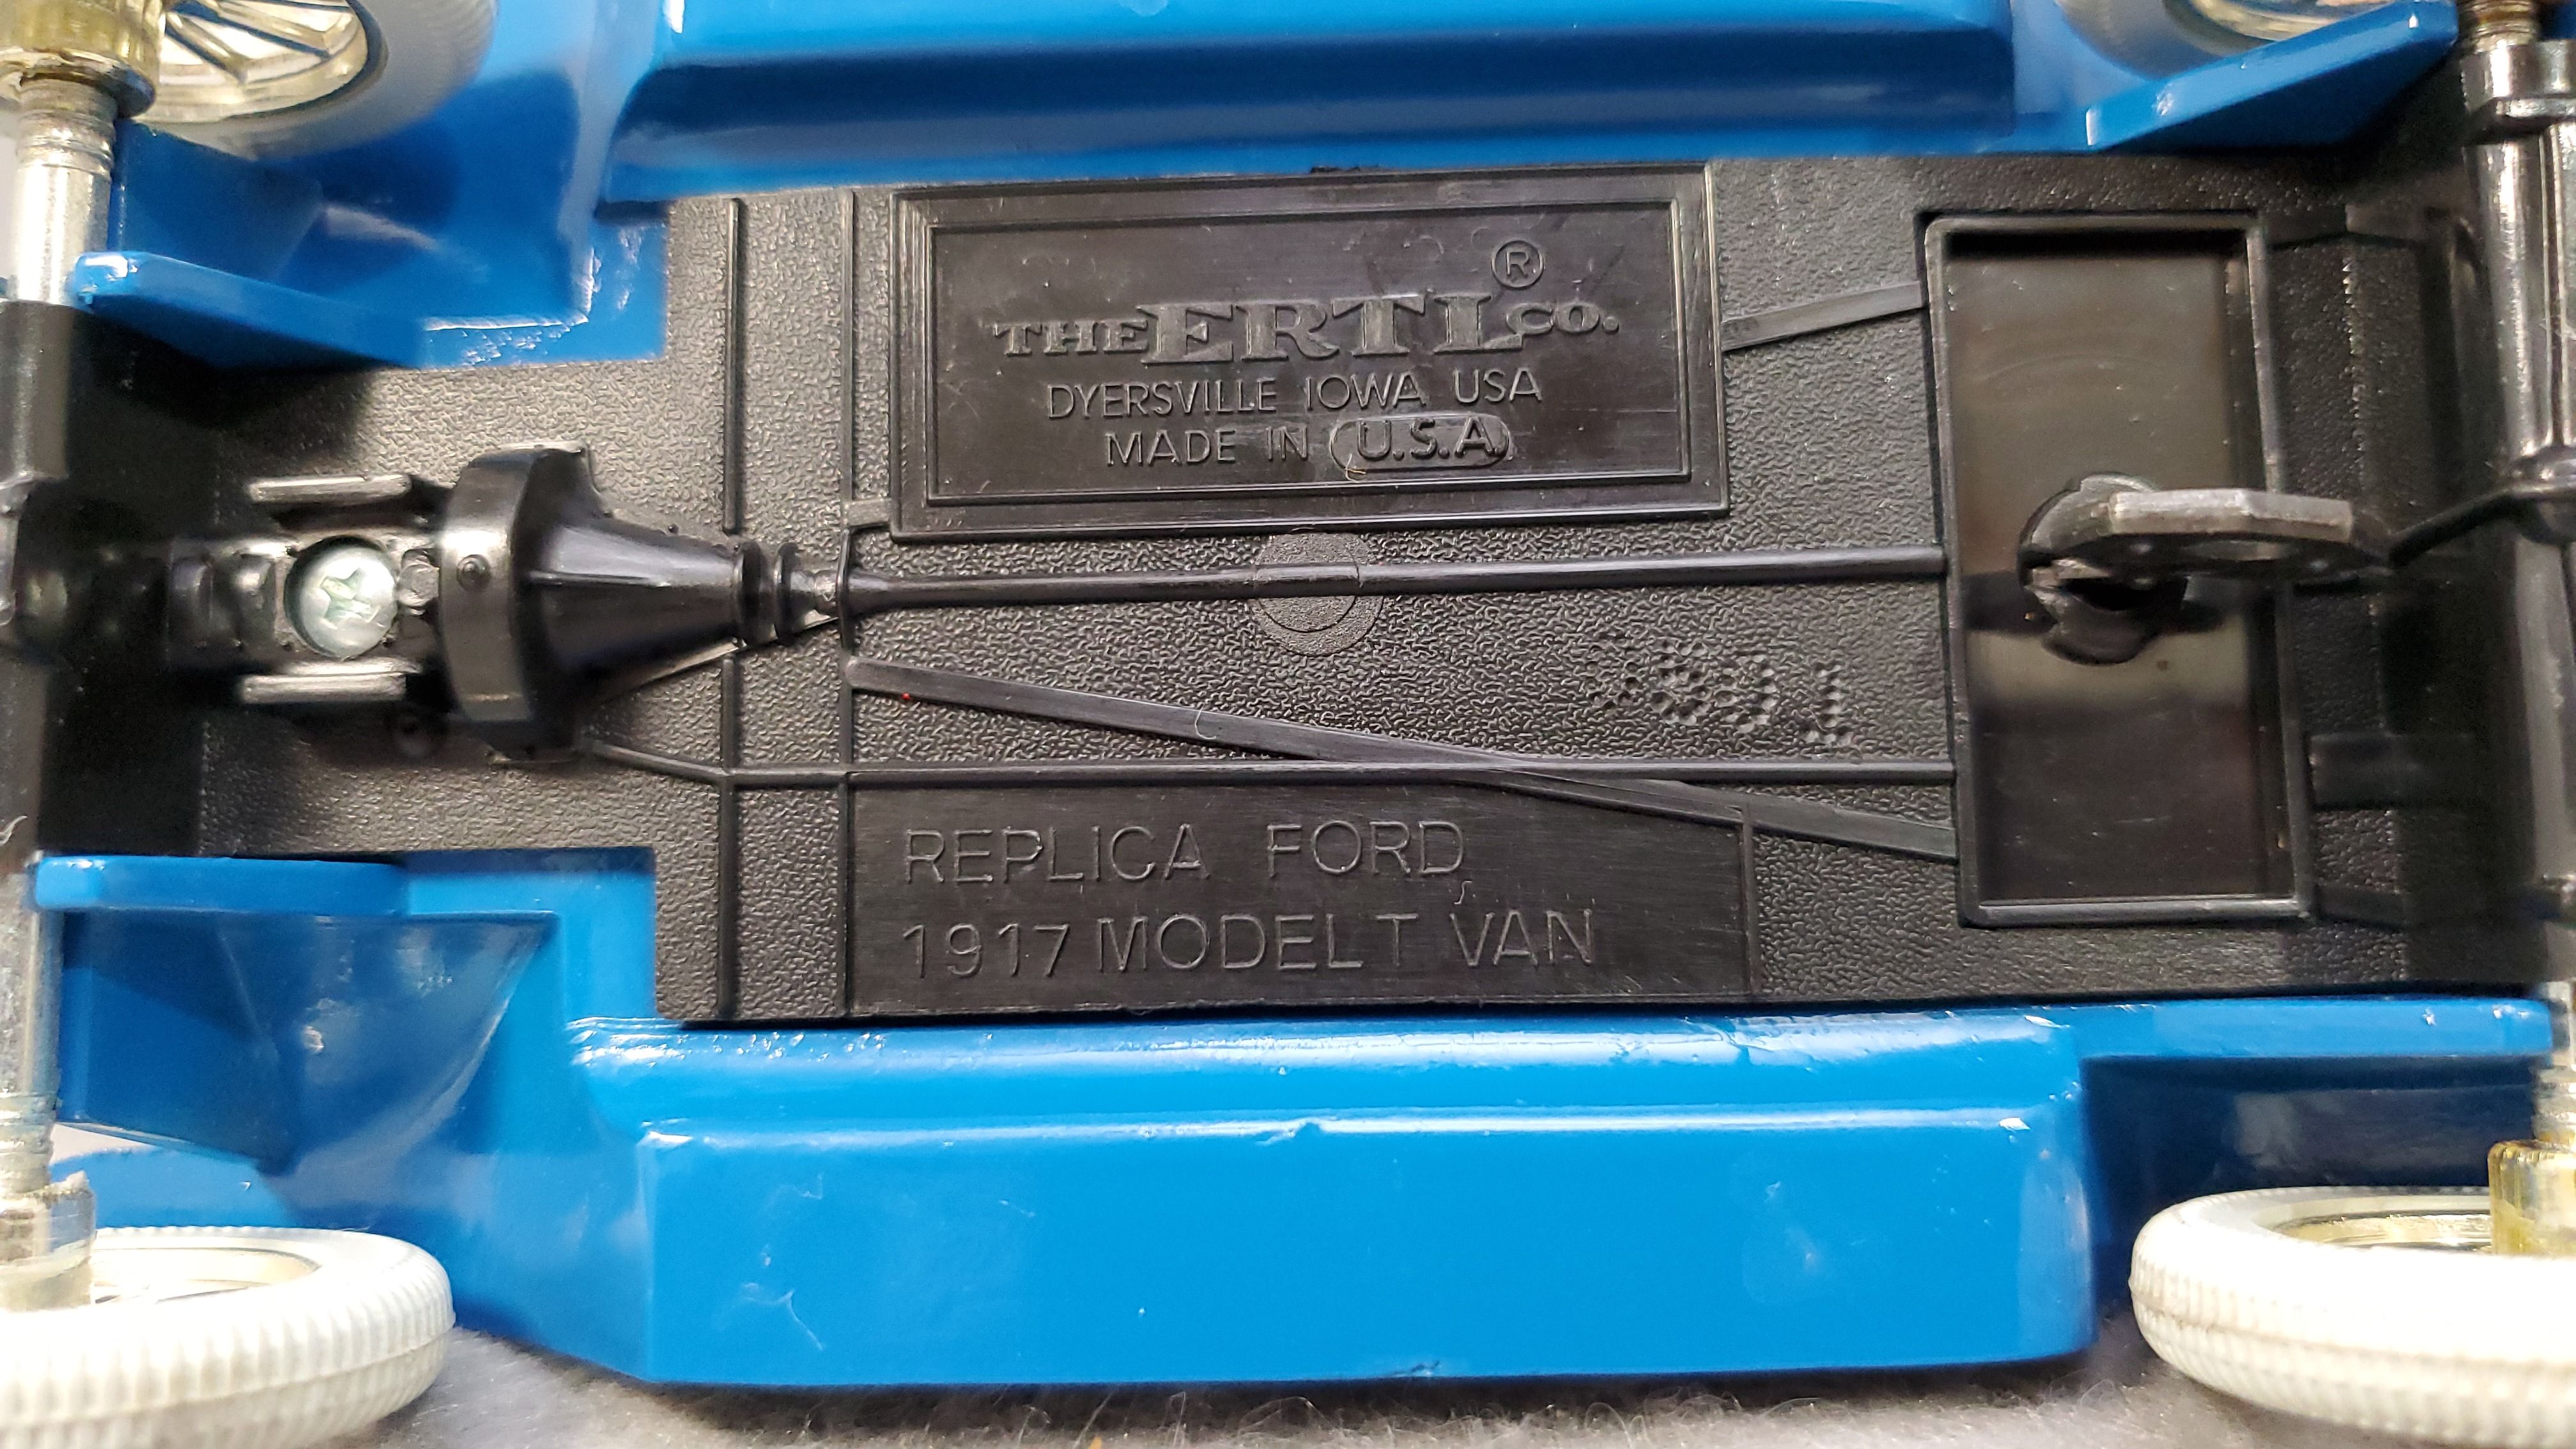 THE ERTL CO. ®
DYERSVILLE IOWA USA
MADE IN U.S.A.
REPLICA FORD
1917 MODEL T VAN